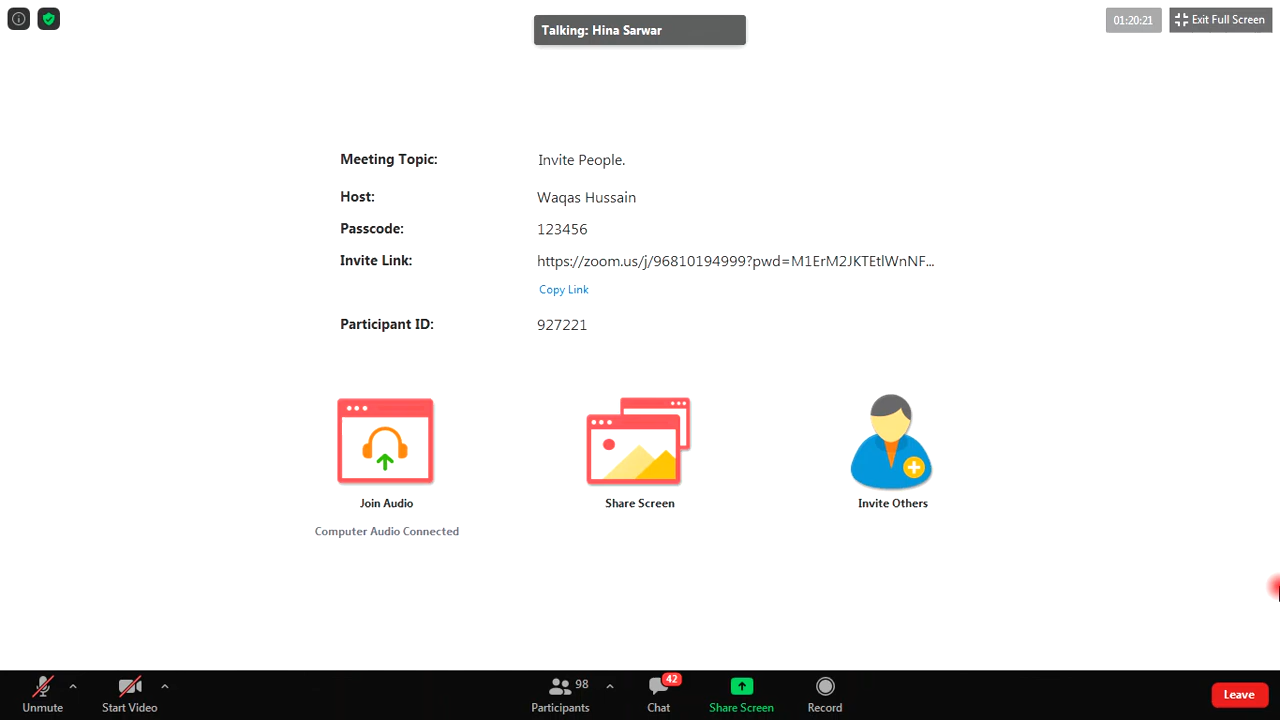 Talking: Hina Sarwar
01:20:21
Exit Full Screen
Meeting Topic: Invite People.
Host: Waqas Hussain
Passcode: 123456
Invite Link: https://zoom.us/j/96810194999?pwd=M1ErM2JKTEtlWnNF...
Copy Link
Participant ID: 927221
Join Audio Share Screen Invite Others
Computer Audio Connected
98 42
Unmute Start Video Participants Chat Share Screen Record Leave